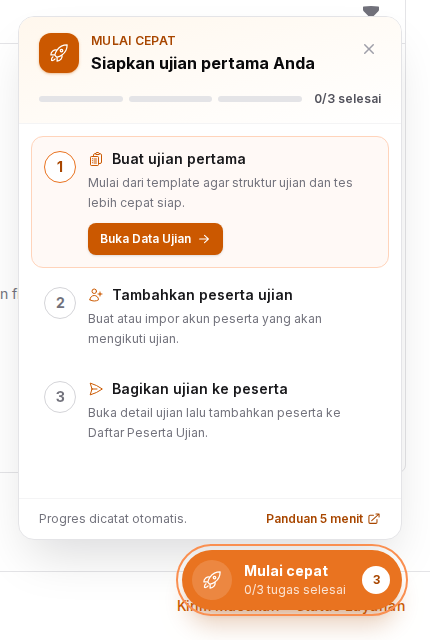 MULAI CEPAT
Siapkan ujian pertama Anda
0/3 selesai
1
Buat ujian pertama
Mulai dari template agar struktur ujian dan tes
lebih cepat siap.
Buka Data Ujian
2
Tambahkan peserta ujian
Buat atau impor akun peserta yang akan
mengikuti ujian.
3
Bagikan ujian ke peserta
Buka detail ujian lalu tambahkan peserta ke
Daftar Peserta Ujian.
Progres dicatat otomatis.
Panduan 5 menit
Mulai cepat
0/3 tugas selesai
3